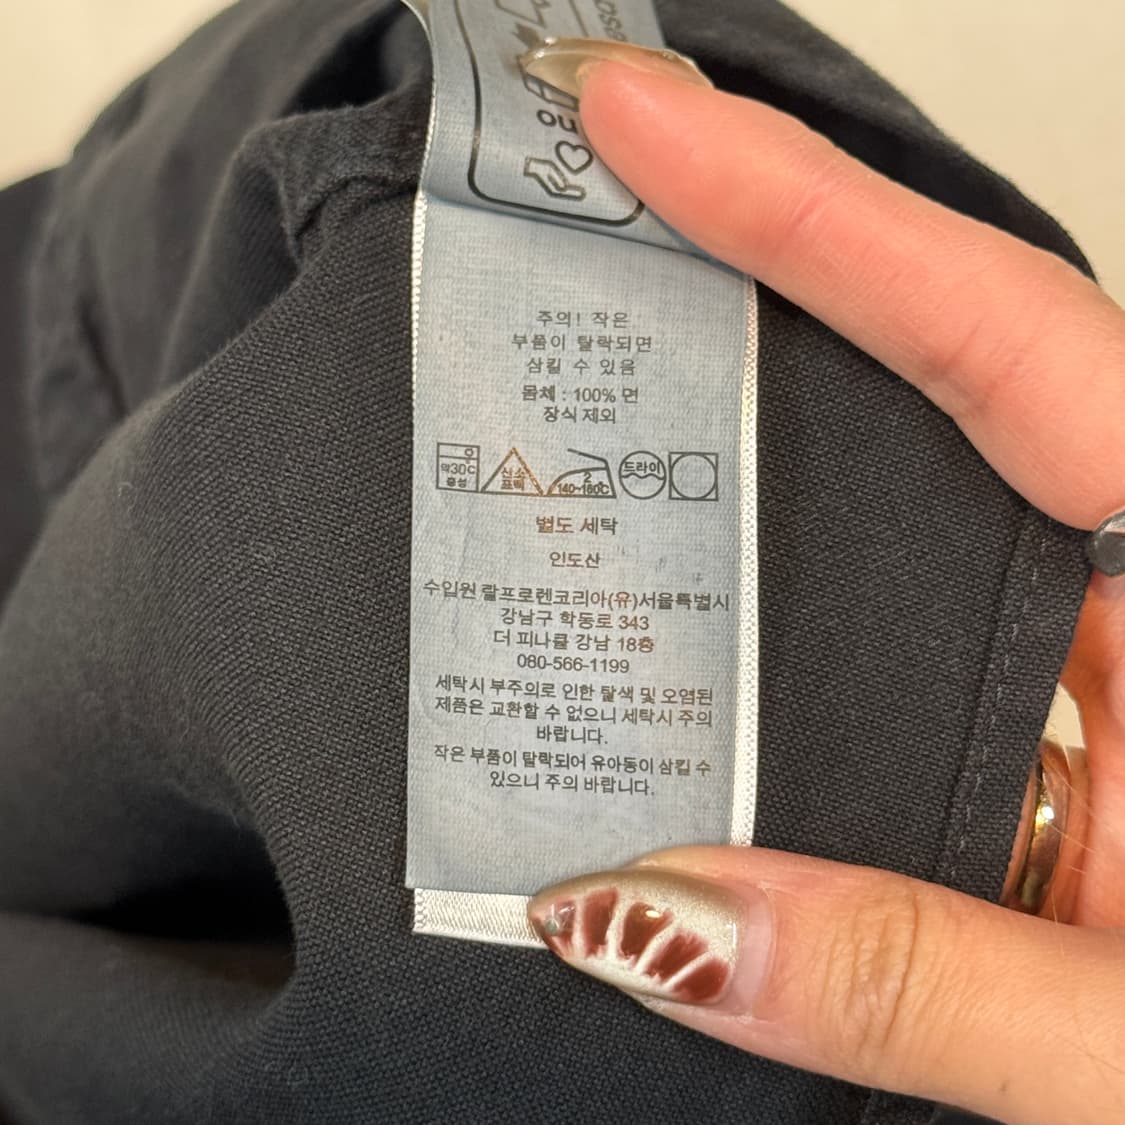 주의! 작은
부품이 탈락되면
삼킬 수 있음
몸체 : 100% 면
장식 제외
약30℃
중성
산소
표백
2
140~160℃
드라이
별도 세탁
인도산
수입원 랄프로렌코리아(유)서울특별시
강남구 학동로 343
더 피나클 강남 18층
080-566-1199
세탁시 부주의로 인한 탈색 및 오염된
제품은 교환할 수 없으니 세탁시 주의
바랍니다.
작은 부품이 탈락되어 유아동이 삼킬 수
있으니 주의 바랍니다.